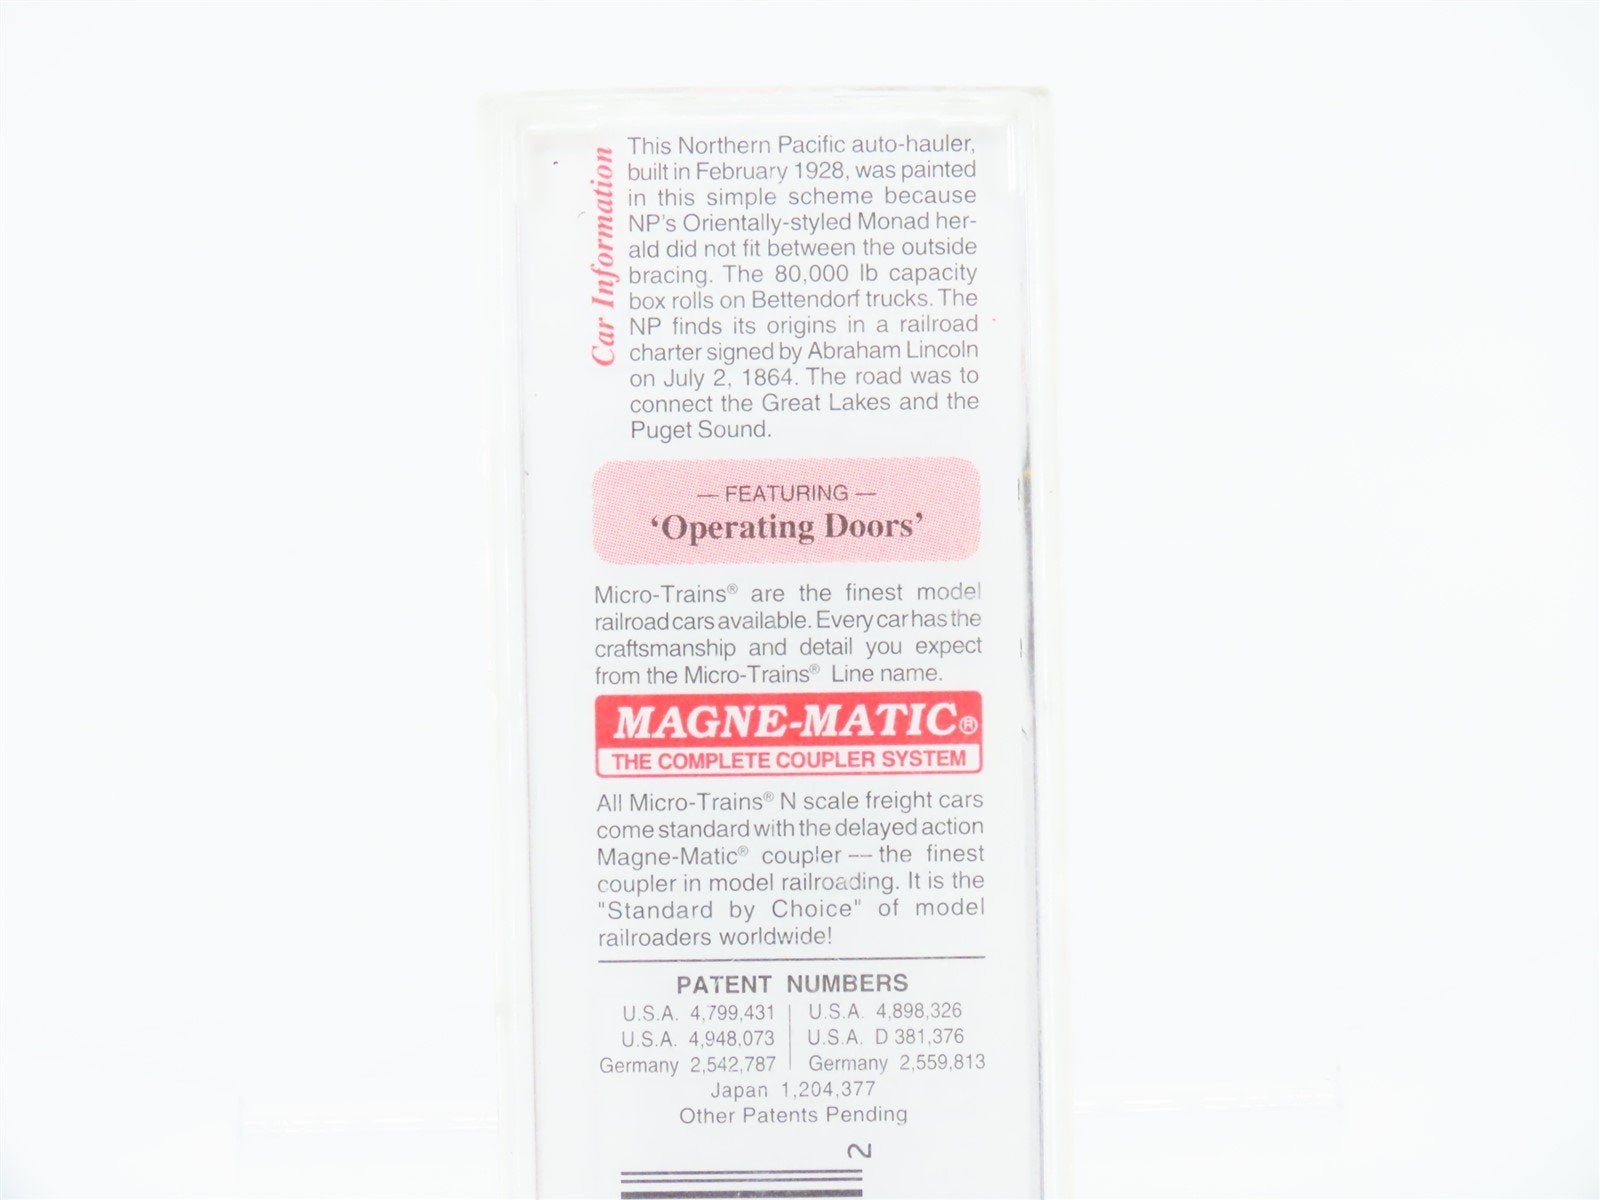 Car Information
This Northern Pacific auto-hauler,
built in February 1928, was painted
in this simple scheme because
NP's Orientally-styled Monad her-
ald did not fit between the outside
bracing. The 80,000 lb capacity
box rolls on Bettendorf trucks. The
NP finds its origins in a railroad
charter signed by Abraham Lincoln
on July 2, 1864. The road was to
connect the Great Lakes and the
Puget Sound.
— FEATURING —
'Operating Doors'
Micro-Trains® are the finest model
railroad cars available. Every car has the
craftsmanship and detail you expect
from the Micro-Trains® Line name.
MAGNE-MATIC®
THE COMPLETE COUPLER SYSTEM
All Micro-Trains® N scale freight cars
come standard with the delayed action
Magne-Matic® coupler — the finest
coupler in model railroading. It is the
"Standard by Choice" of model
railroaders worldwide!
PATENT NUMBERS
U.S.A. 4,799,431 | U.S.A. 4,898,326
U.S.A. 4,948,073 | U.S.A. D 381,376
Germany 2,542,787 | Germany 2,559,813
Japan 1,204,377
Other Patents Pending
2